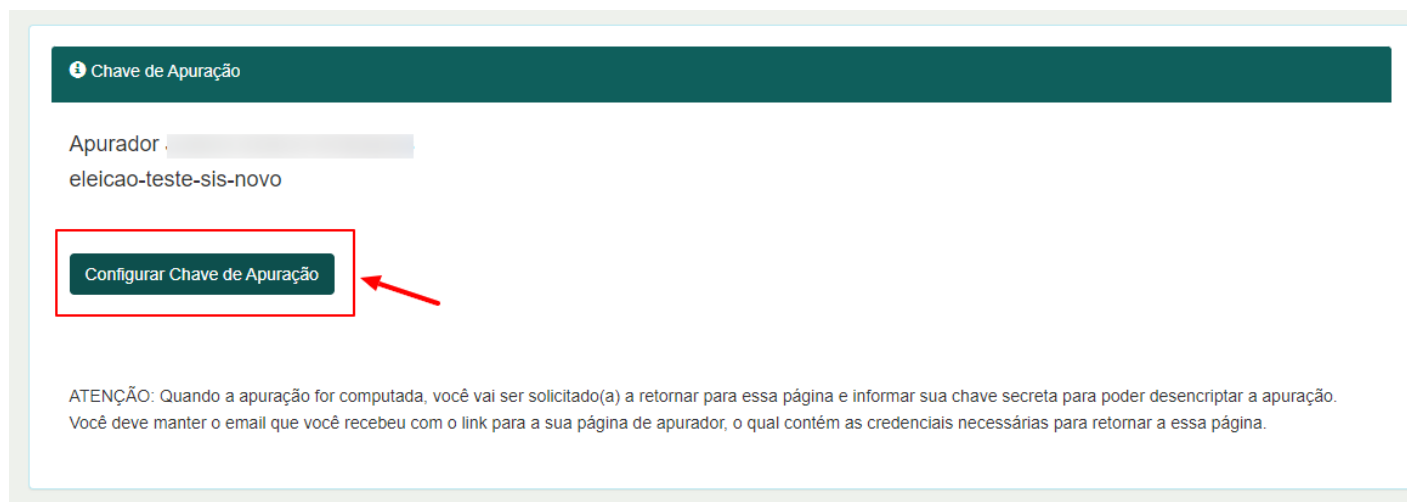 Chave de Apuração
Apurador
eleicao-teste-sis-novo
Configurar Chave de Apuração
ATENÇÃO: Quando a apuração for computada, você vai ser solicitado(a) a retornar para essa página e informar sua chave secreta para poder desencriptar a apuração.
Você deve manter o email que você recebeu com o link para a sua página de apurador, o qual contém as credenciais necessárias para retornar a essa página.